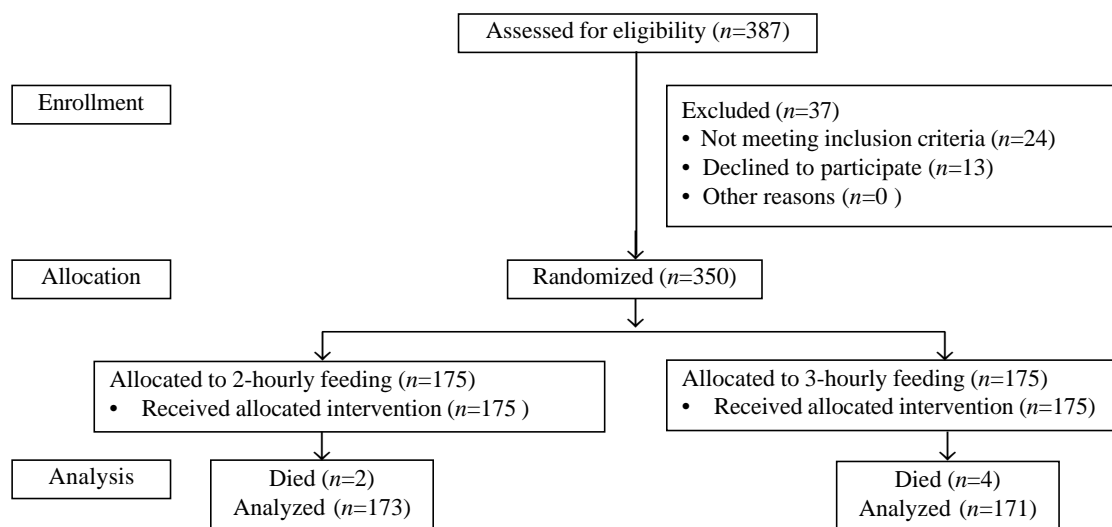 Assessed for eligibility (n=387)
Enrollment
Excluded (n=37)
• Not meeting inclusion criteria (n=24)
• Declined to participate (n=13)
• Other reasons (n=0 )
Allocation
Randomized (n=350)
Allocated to 2-hourly feeding (n=175)
• Received allocated intervention (n=175 )
Allocated to 3-hourly feeding (n=175)
• Received allocated intervention (n=175)
Analysis
Died (n=2)
Analyzed (n=173)
Died (n=4)
Analyzed (n=171)